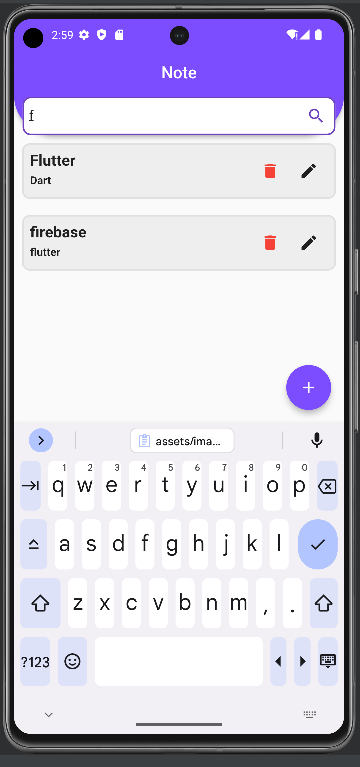 2:59
Note
f
Flutter
Dart
firebase
flutter
+
assets/ima...
1 2 3 4 5 6 7 8 9 0
q w e r t y u i o p
a s d f g h j k l
z x c v b n m , .
?123